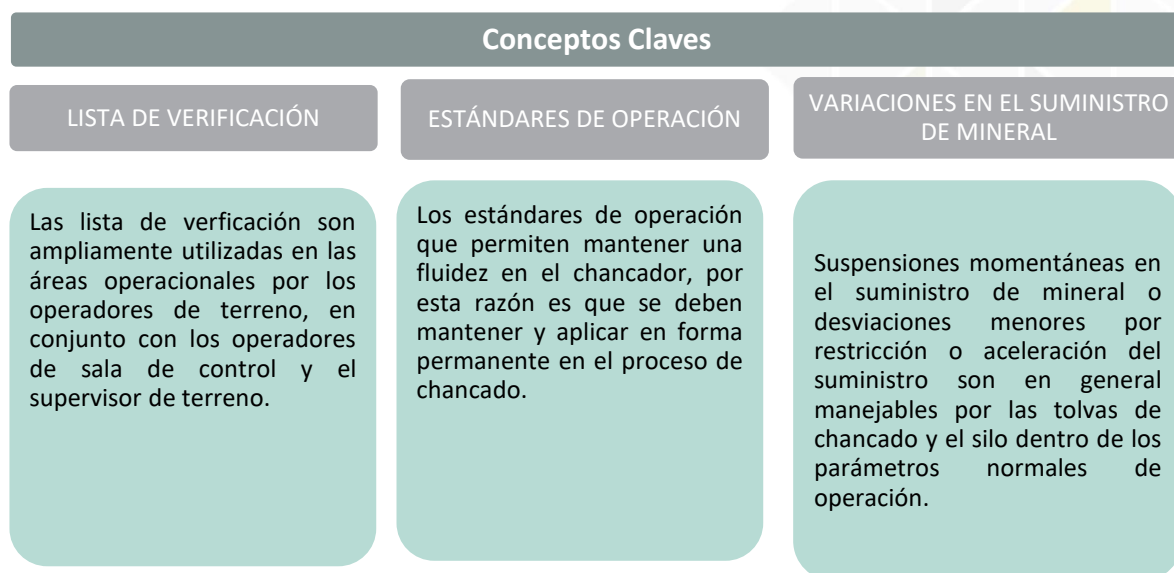 Conceptos Claves
LISTA DE VERIFICACIÓN
ESTÁNDARES DE OPERACIÓN
VARIACIONES EN EL SUMINISTRO
DE MINERAL
Las lista de verficación son
ampliamente utilizadas en las
áreas operacionales por los
operadores de terreno, en
conjunto con los operadores
de sala de control y el
supervisor de terreno.
Los estándares de operación
que permiten mantener una
fluidez en el chancador, por
esta razón es que se deben
mantener y aplicar en forma
permanente en el proceso de
chancado.
Suspensiones momentáneas en
el suministro de mineral o
desviaciones menores por
restricción o aceleración del
suministro son en general
manejables por las tolvas de
chancado y el silo dentro de los
parámetros normales de
operación.